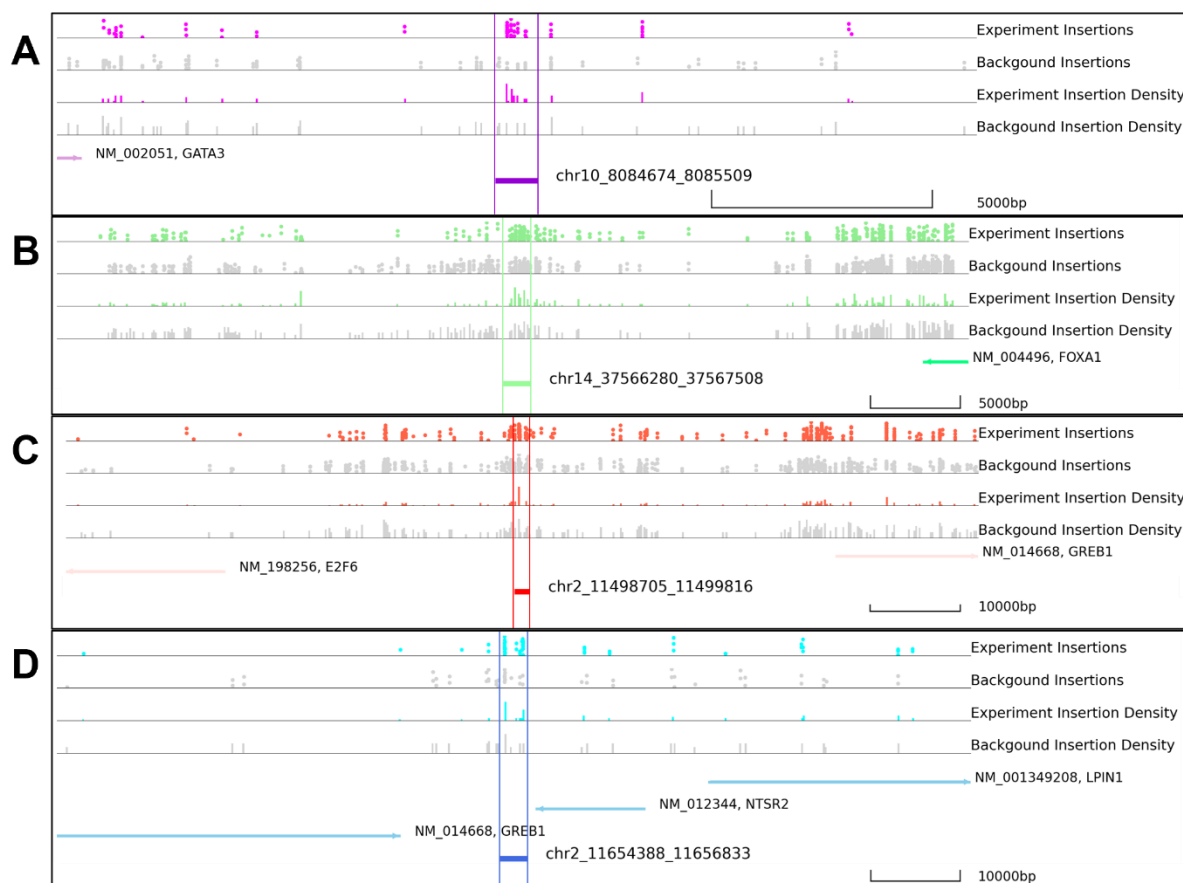 A
Experiment Insertions
Backgound Insertions
Experiment Insertion Density
Backgound Insertion Density
NM_002051, GATA3
chr10_8084674_8085509
5000bp
B
Experiment Insertions
Backgound Insertions
Experiment Insertion Density
Backgound Insertion Density
NM_004496, FOXA1
chr14_37566280_37567508
5000bp
C
Experiment Insertions
Backgound Insertions
Experiment Insertion Density
Backgound Insertion Density
NM_014668, GREB1
NM_198256, E2F6
chr2_11498705_11499816
10000bp
D
Experiment Insertions
Backgound Insertions
Experiment Insertion Density
Backgound Insertion Density
NM_001349208, LPIN1
NM_012344, NTSR2
NM_014668, GREB1
chr2_11654388_11656833
10000bp